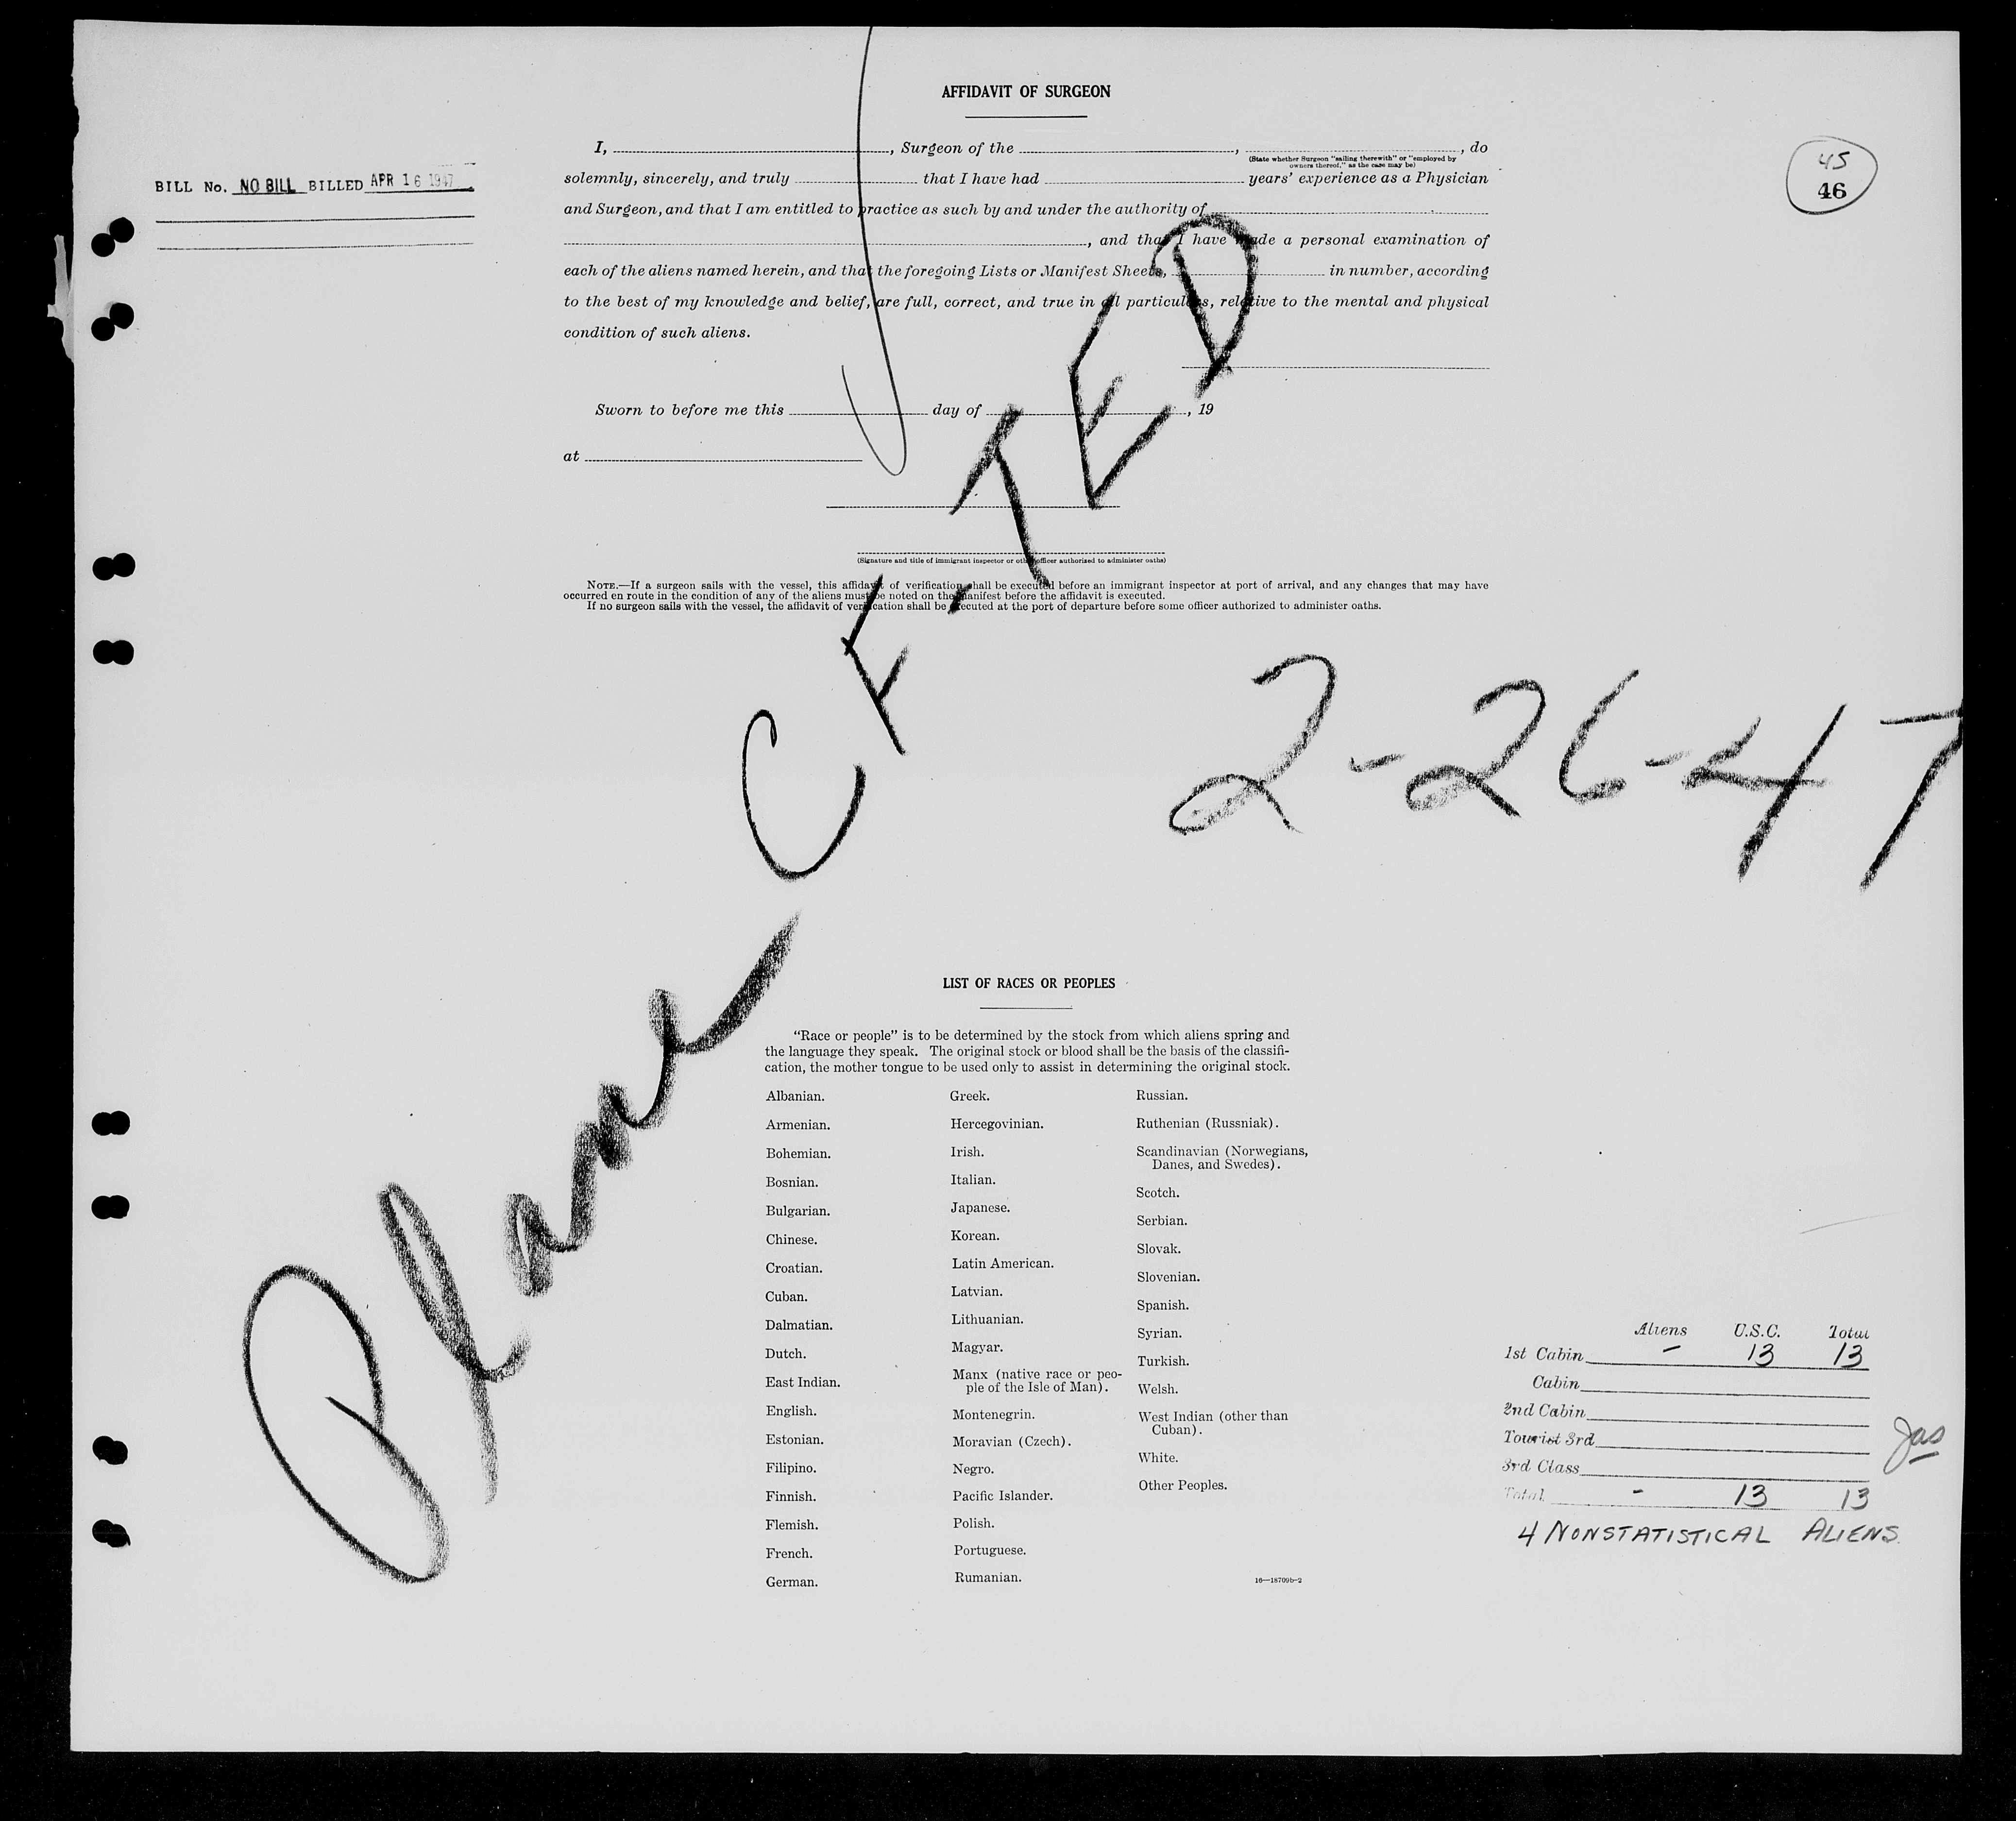 AFFIDAVIT OF SURGEON
45
46
BILL No. NO BILL BILLED APR 16 1947
I, , Surgeon of the , , do
(State whether Surgeon "sailing therewith" or "employed by
owners thereof," as the case may be)
solemnly, sincerely, and truly that I have had years' experience as a Physician
and Surgeon, and that I am entitled to practice as such by and under the authority of
, and that I have made a personal examination of
each of the aliens named herein, and that the foregoing Lists or Manifest Sheets, in number, according
to the best of my knowledge and belief, are full, correct, and true in all particulars, relative to the mental and physical
condition of such aliens.
Sworn to before me this day of , 19
at
(Signature and title of immigrant inspector or other officer authorized to administer oaths)
NOTE.—If a surgeon sails with the vessel, this affidavit of verification shall be executed before an immigrant inspector at port of arrival, and any changes that may have
occurred en route in the condition of any of the aliens must be noted on the manifest before the affidavit is executed.
If no surgeon sails with the vessel, the affidavit of verification shall be executed at the port of departure before some officer authorized to administer oaths.
Plane CF-TED
2-26-47
LIST OF RACES OR PEOPLES
"Race or people" is to be determined by the stock from which aliens spring and
the language they speak. The original stock or blood shall be the basis of the classifi-
cation, the mother tongue to be used only to assist in determining the original stock.
Albanian.
Armenian.
Bohemian.
Bosnian.
Bulgarian.
Chinese.
Croatian.
Cuban.
Dalmatian.
Dutch.
East Indian.
English.
Estonian.
Filipino.
Finnish.
Flemish.
French.
German.
Greek.
Hercegovinian.
Irish.
Italian.
Japanese.
Korean.
Latin American.
Latvian.
Lithuanian.
Magyar.
Manx (native race or peo-
ple of the Isle of Man).
Montenegrin.
Moravian (Czech).
Negro.
Pacific Islander.
Polish.
Portuguese.
Rumanian.
Russian.
Ruthenian (Russniak).
Scandinavian (Norwegians,
Danes, and Swedes).
Scotch.
Serbian.
Slovak.
Slovenian.
Spanish.
Syrian.
Turkish.
Welsh.
West Indian (other than
Cuban).
White.
Other Peoples.
16—18709b-2
Aliens U.S.C. Total
1st Cabin - 13 13
Cabin
2nd Cabin
Tourist 3rd
3rd Class
Total - 13 13
4 NONSTATISTICAL ALIENS.